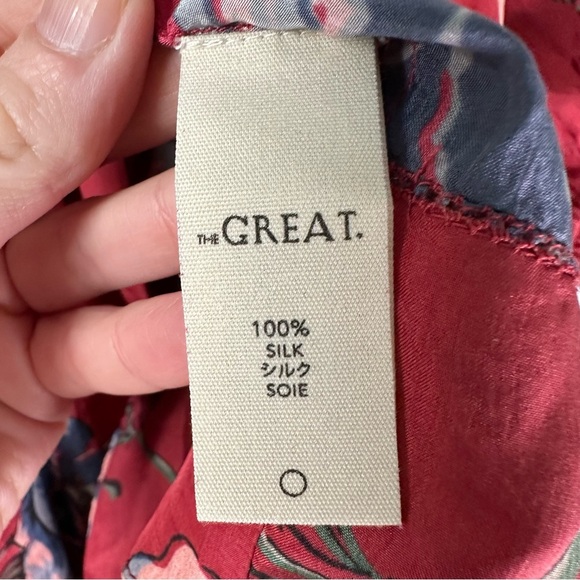 THE GREAT.
100%
SILK
シルク
SOIE